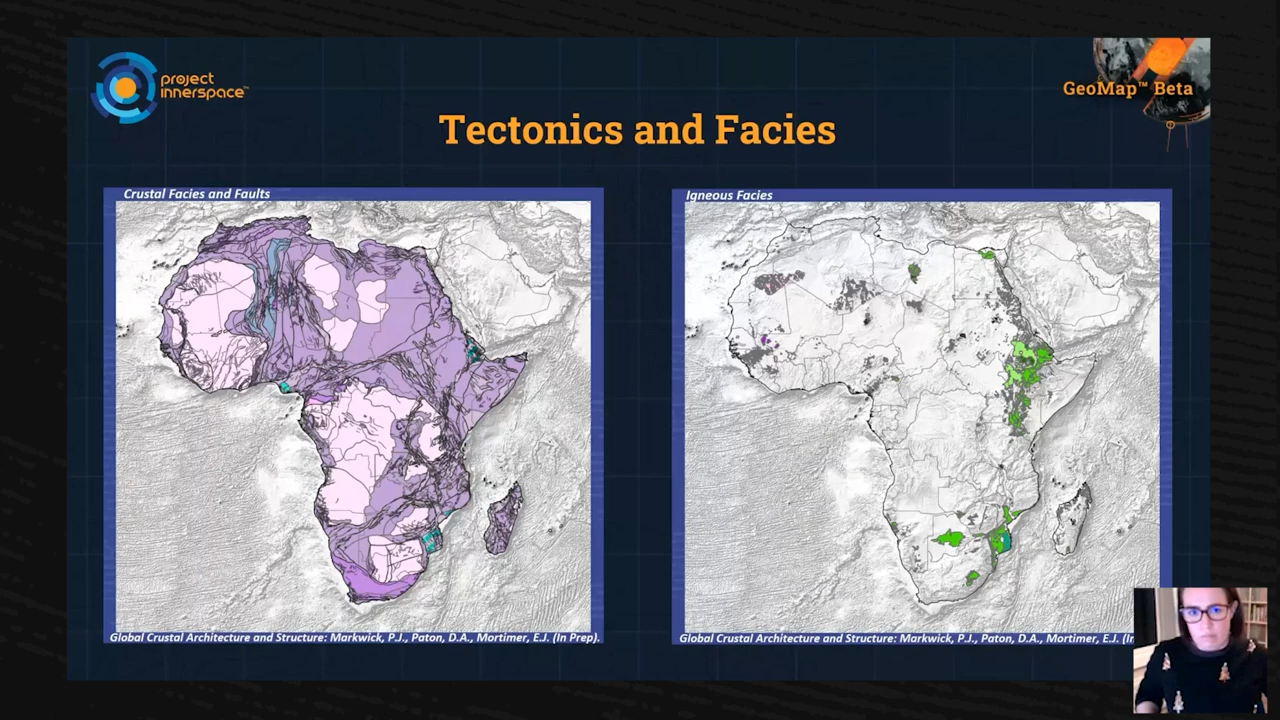 project
innerspace™
GeoMap™ Beta
Tectonics and Facies
Crustal Facies and Faults
Igneous Facies
Global Crustal Architecture and Structure: Markwick, P.J., Paton, D.A., Mortimer, E.J. (In Prep).
Global Crustal Architecture and Structure: Markwick, P.J., Paton, D.A., Mortimer, E.J. (In